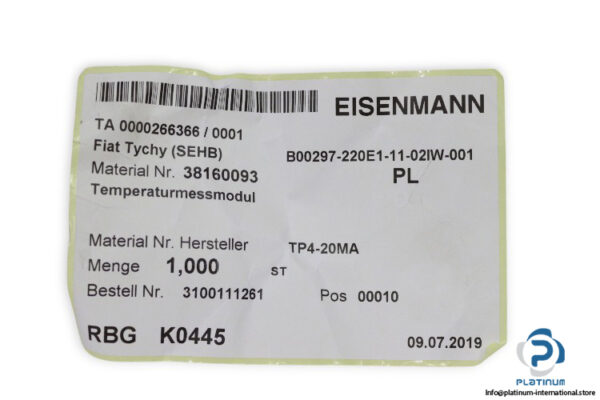 EISENMANN
TA 0000266366 / 0001
Fiat Tychy (SEHB)
B00297-220E1-11-02IW-001
Material Nr. 38160093
PL
Temperaturmessmodul
Material Nr. Hersteller TP4-20MA
Menge 1,000 ST
Bestell Nr. 3100111261 Pos 00010
RBG K0445
09.07.2019
PLATINUM
Info@platinum-international.store